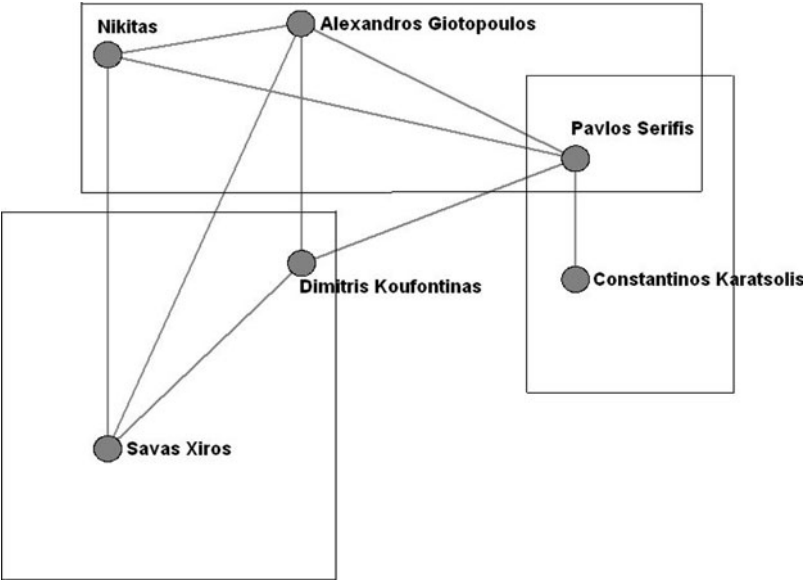 Nikitas
Alexandros Giotopoulos
Pavlos Serifis
Dimitris Koufontinas
Constantinos Karatsolis
Savas Xiros